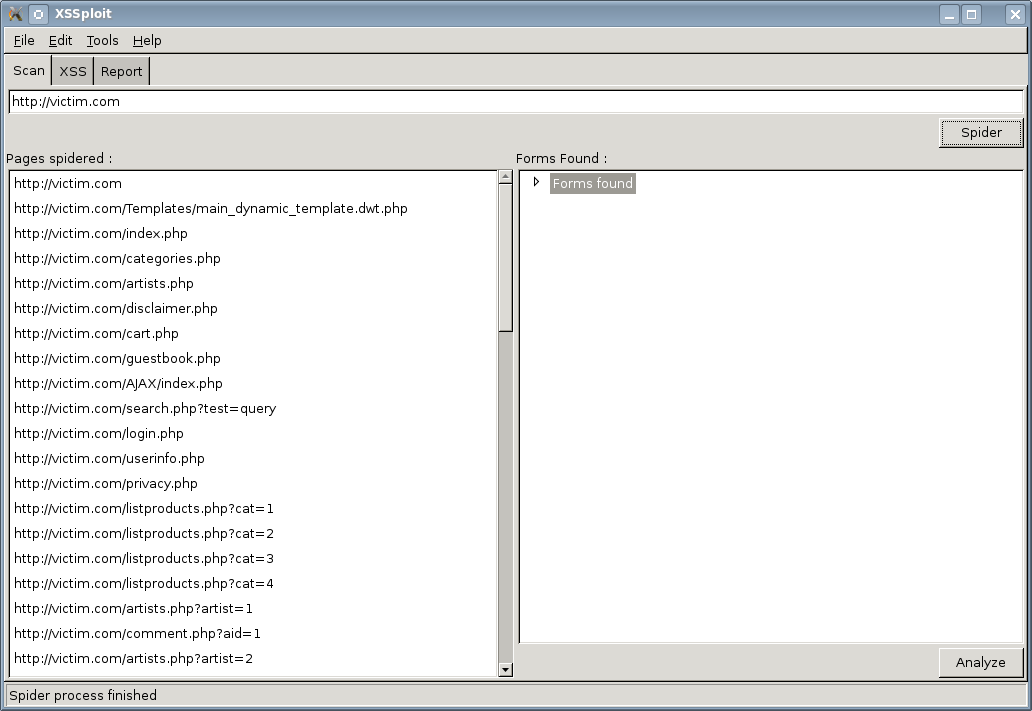 XSSploit
File Edit Tools Help
Scan XSS Report
http://victim.com
Spider
Pages spidered :
http://victim.com
http://victim.com/Templates/main_dynamic_template.dwt.php
http://victim.com/index.php
http://victim.com/categories.php
http://victim.com/artists.php
http://victim.com/disclaimer.php
http://victim.com/cart.php
http://victim.com/guestbook.php
http://victim.com/AJAX/index.php
http://victim.com/search.php?test=query
http://victim.com/login.php
http://victim.com/userinfo.php
http://victim.com/privacy.php
http://victim.com/listproducts.php?cat=1
http://victim.com/listproducts.php?cat=2
http://victim.com/listproducts.php?cat=3
http://victim.com/listproducts.php?cat=4
http://victim.com/artists.php?artist=1
http://victim.com/comment.php?aid=1
http://victim.com/artists.php?artist=2
Forms Found :
Forms found
Analyze
Spider process finished